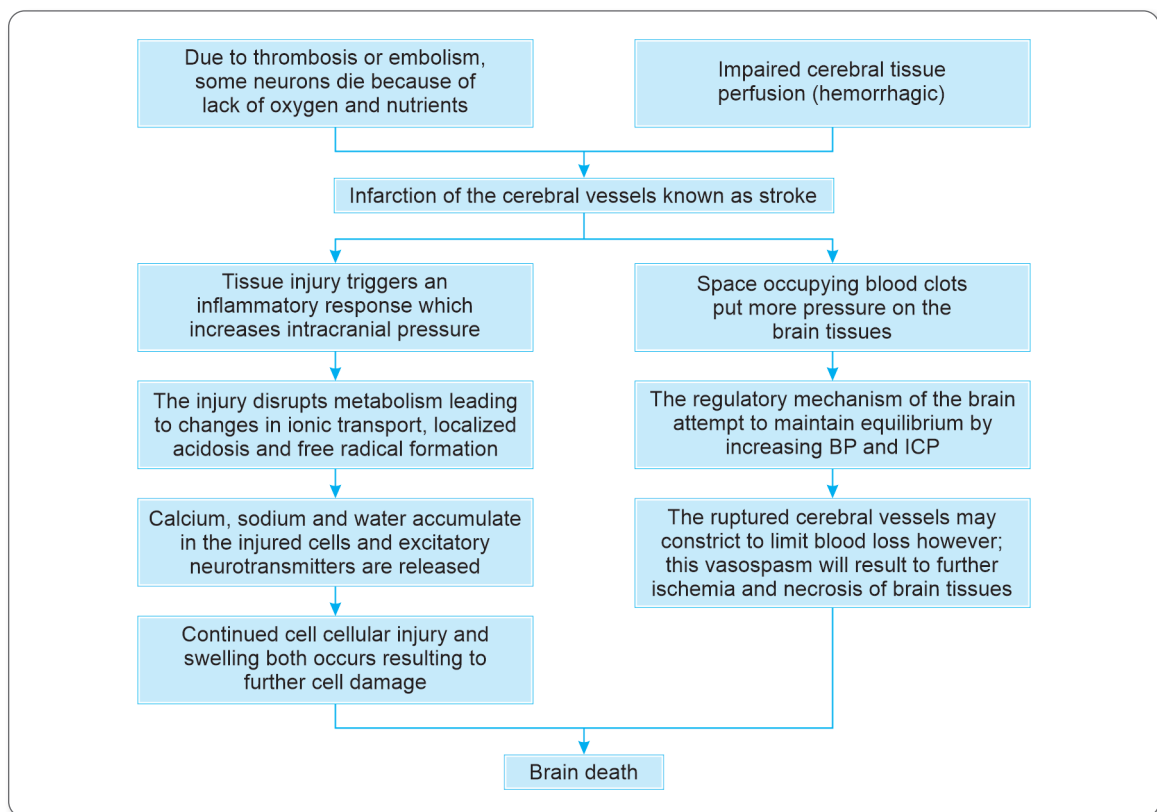 Due to thrombosis or embolism,
some neurons die because of
lack of oxygen and nutrients
Impaired cerebral tissue
perfusion (hemorrhagic)
Infarction of the cerebral vessels known as stroke
Tissue injury triggers an
inflammatory response which
increases intracranial pressure
Space occupying blood clots
put more pressure on the
brain tissues
The injury disrupts metabolism leading
to changes in ionic transport, localized
acidosis and free radical formation
The regulatory mechanism of the brain
attempt to maintain equilibrium by
increasing BP and ICP
Calcium, sodium and water accumulate
in the injured cells and excitatory
neurotransmitters are released
The ruptured cerebral vessels may
constrict to limit blood loss however;
this vasospasm will result to further
ischemia and necrosis of brain tissues
Continued cell cellular injury and
swelling both occurs resulting to
further cell damage
Brain death